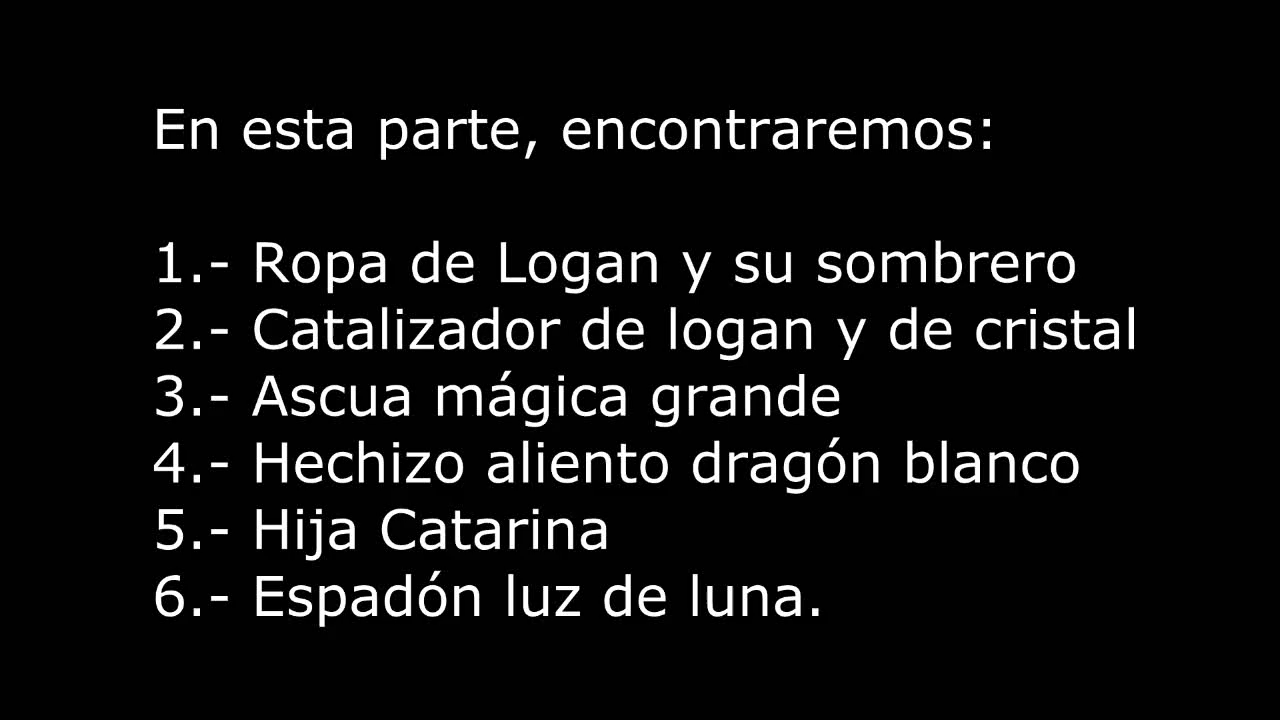 En esta parte, encontraremos:
1.- Ropa de Logan y su sombrero
2.- Catalizador de logan y de cristal
3.- Ascua mágica grande
4.- Hechizo aliento dragón blanco
5.- Hija Catarina
6.- Espadón luz de luna.